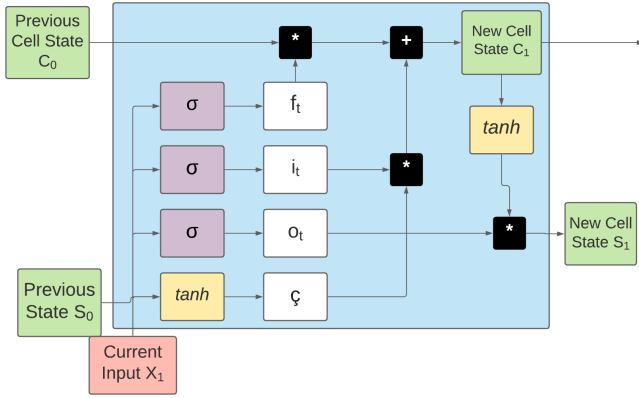 Previous
Cell State
C₀
*
+
New Cell
State C₁
σ
fₜ
tanh
σ
iₜ
*
σ
oₜ
*
New Cell
State S₁
Previous
State S₀
tanh
ç
Current
Input X₁